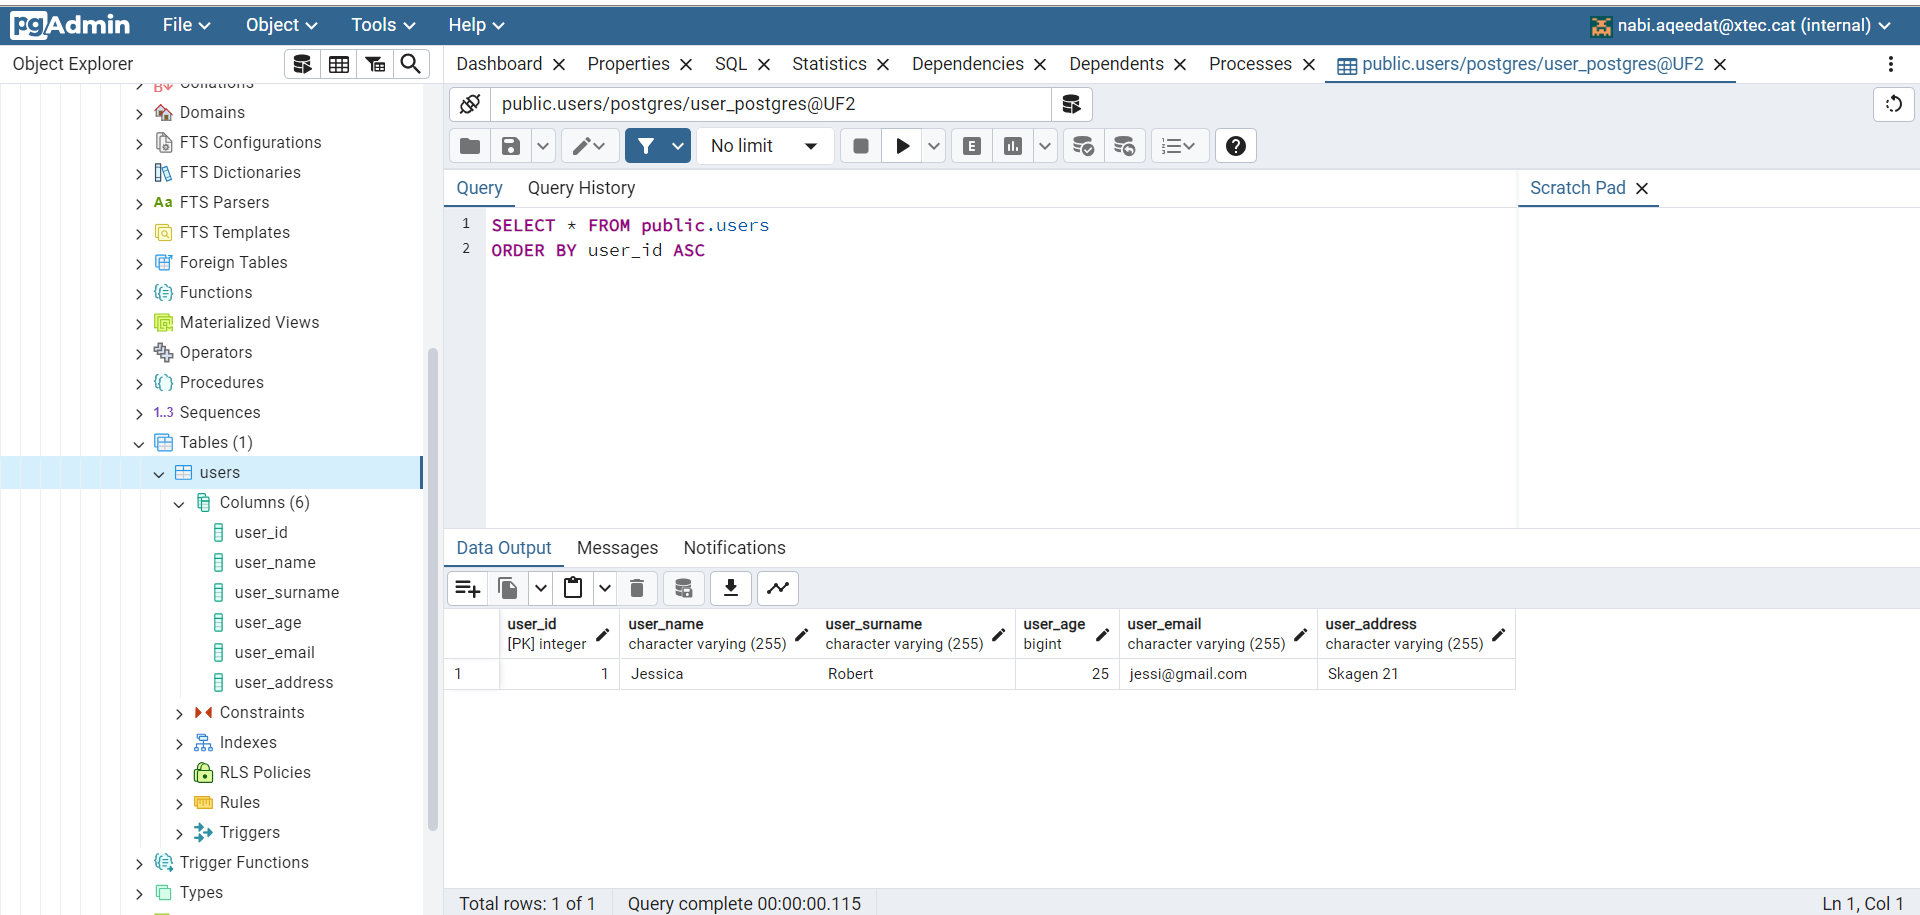 pgAdmin File Object Tools Help nabi.aqeedat@xtec.cat (internal)
Object Explorer
Dashboard Properties SQL Statistics Dependencies Dependents Processes public.users/postgres/user_postgres@UF2
Collations
Domains
FTS Configurations
FTS Dictionaries
Aa FTS Parsers
FTS Templates
Foreign Tables
Functions
Materialized Views
Operators
Procedures
1..3 Sequences
Tables (1)
users
Columns (6)
user_id
user_name
user_surname
user_age
user_email
user_address
Constraints
Indexes
RLS Policies
Rules
Triggers
Trigger Functions
Types
public.users/postgres/user_postgres@UF2
No limit
E
Query Query History
Scratch Pad
1 SELECT * FROM public.users
2 ORDER BY user_id ASC
Data Output Messages Notifications
user_id user_name user_surname user_age user_email user_address
[PK] integer character varying (255) character varying (255) bigint character varying (255) character varying (255)
1 1 Jessica Robert 25 jessi@gmail.com Skagen 21
Total rows: 1 of 1 Query complete 00:00:00.115 Ln 1, Col 1